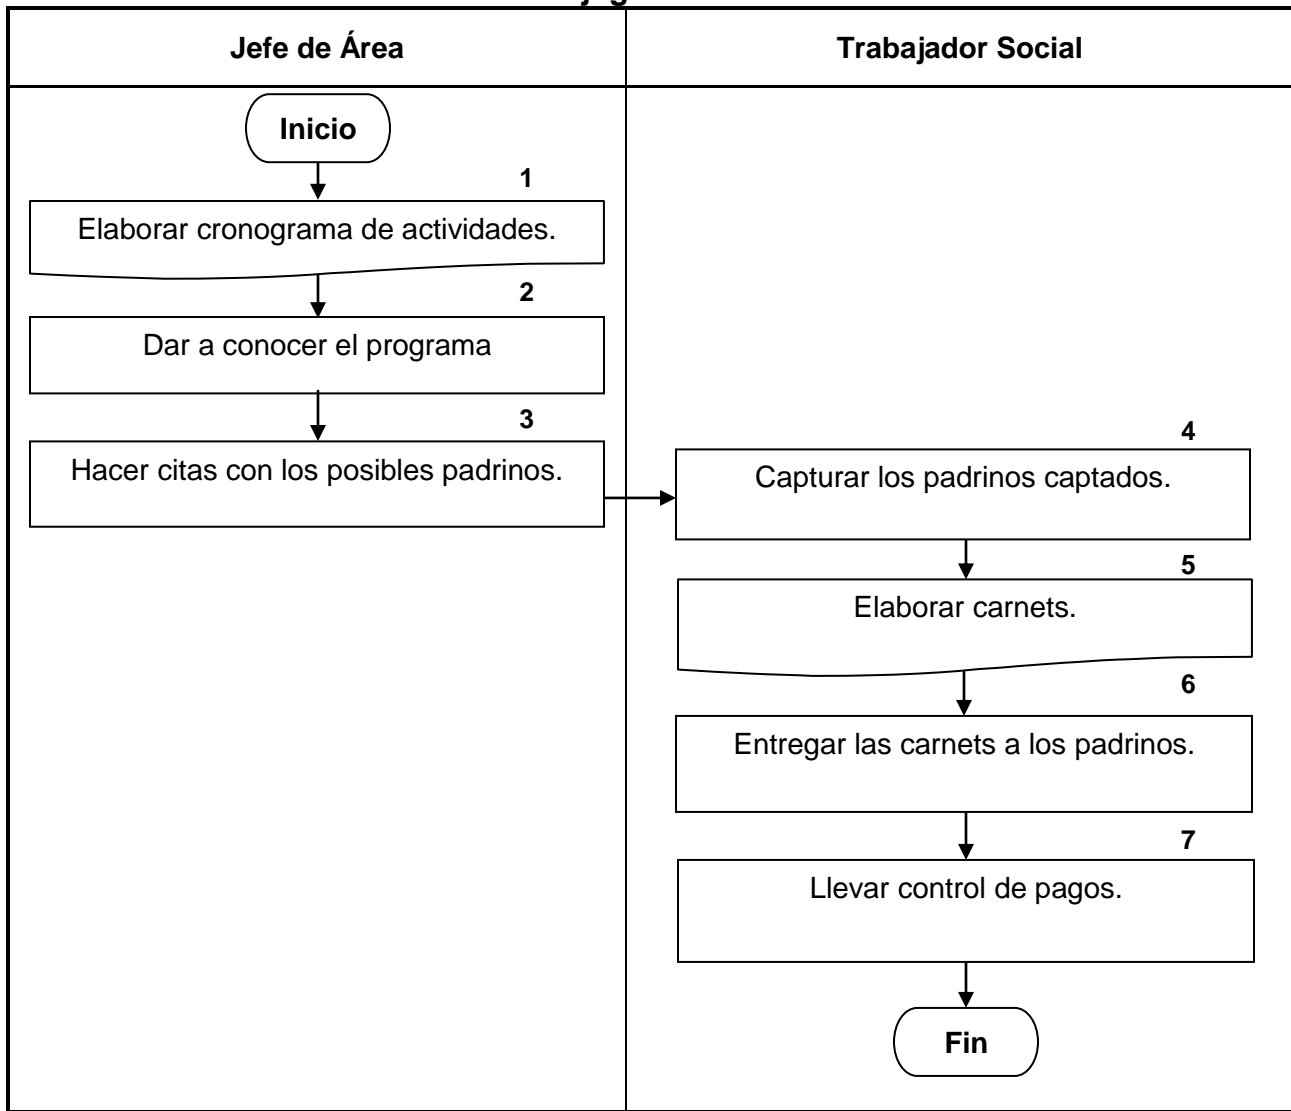 Jefe de Área
Trabajador Social
Inicio
1
Elaborar cronograma de actividades.
2
Dar a conocer el programa
3
Hacer citas con los posibles padrinos.
4
Capturar los padrinos captados.
5
Elaborar carnets.
6
Entregar las carnets a los padrinos.
7
Llevar control de pagos.
Fin